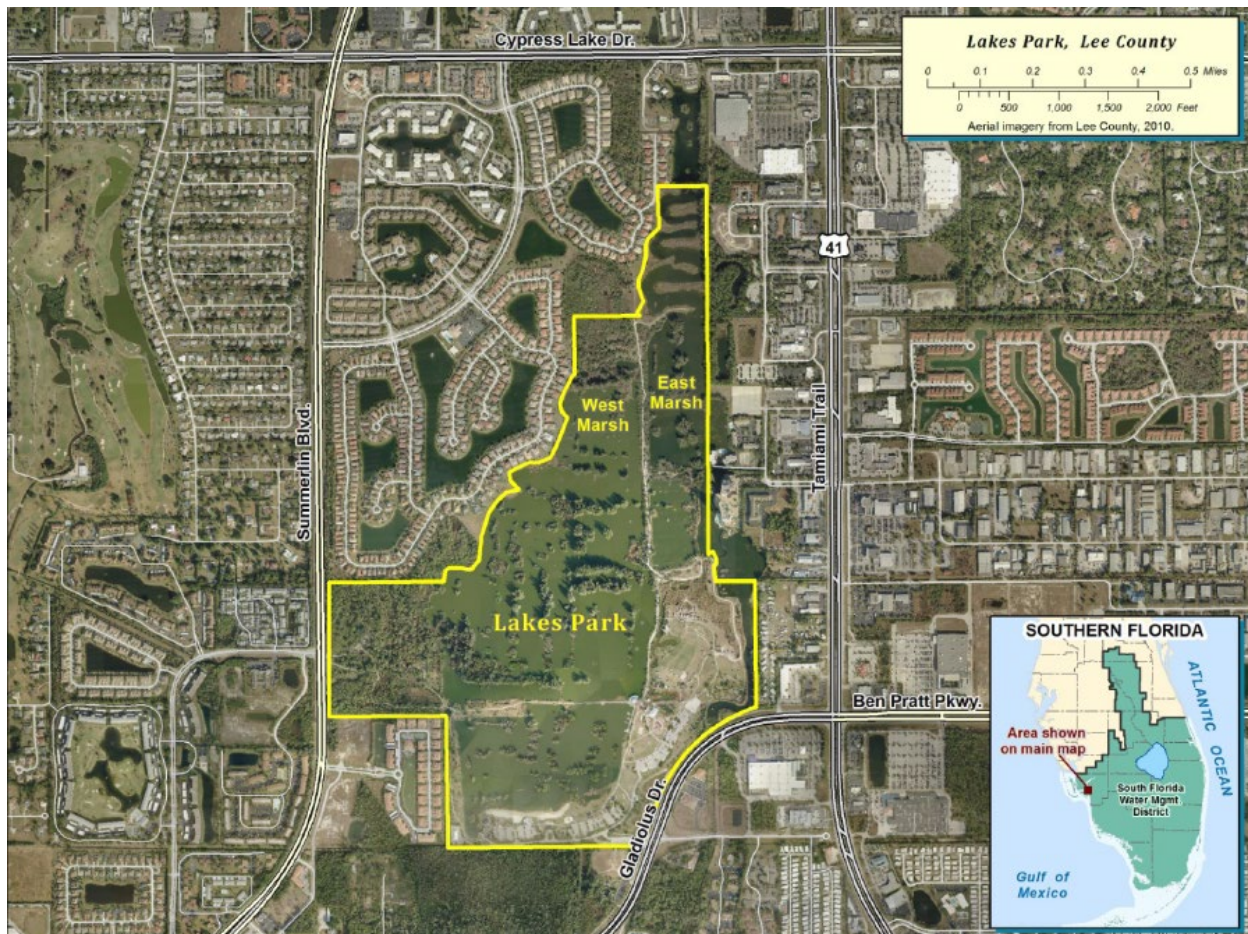 Cypress Lake Dr.
Lakes Park, Lee County
0 0.1 0.2 0.3 0.4 0.5 Miles
0 500 1,000 1,500 2,000 Feet
Aerial imagery from Lee County, 2010.
41
East
Marsh
West
Marsh
Summerlin Blvd.
Tamiami Trail
Lakes Park
Ben Pratt Pkwy.
Gladiolus Dr.
SOUTHERN FLORIDA
ATLANTIC OCEAN
Area shown
on main map
South Florida
Water Mgmt
District
Gulf of
Mexico